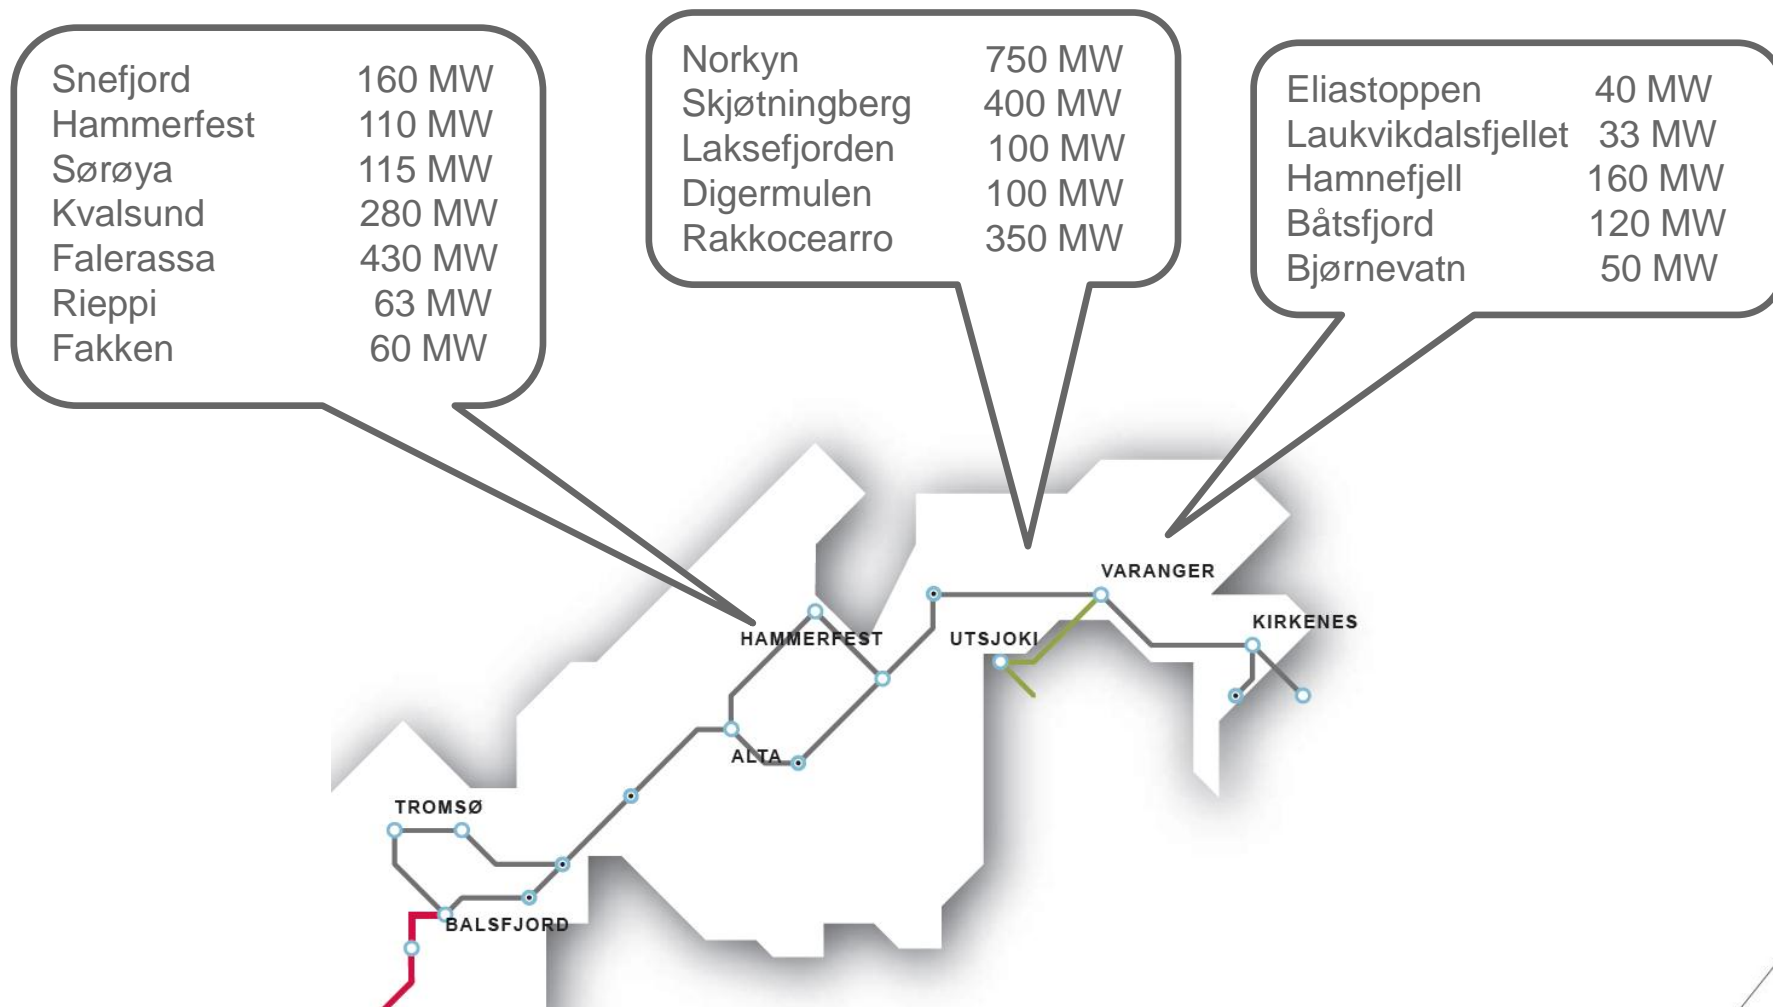 Snefjord 160 MW
Hammerfest 110 MW
Sørøya 115 MW
Kvalsund 280 MW
Falerassa 430 MW
Rieppi 63 MW
Fakken 60 MW
Norkyn 750 MW
Skjøtningberg 400 MW
Laksefjorden 100 MW
Digermulen 100 MW
Rakkocearro 350 MW
Eliastoppen 40 MW
Laukvikdalsfjellet 33 MW
Hamnefjell 160 MW
Båtsfjord 120 MW
Bjørnevatn 50 MW
VARANGER
HAMMERFEST
UTSJOKI
KIRKENES
ALTA
TROMSØ
BALSFJORD